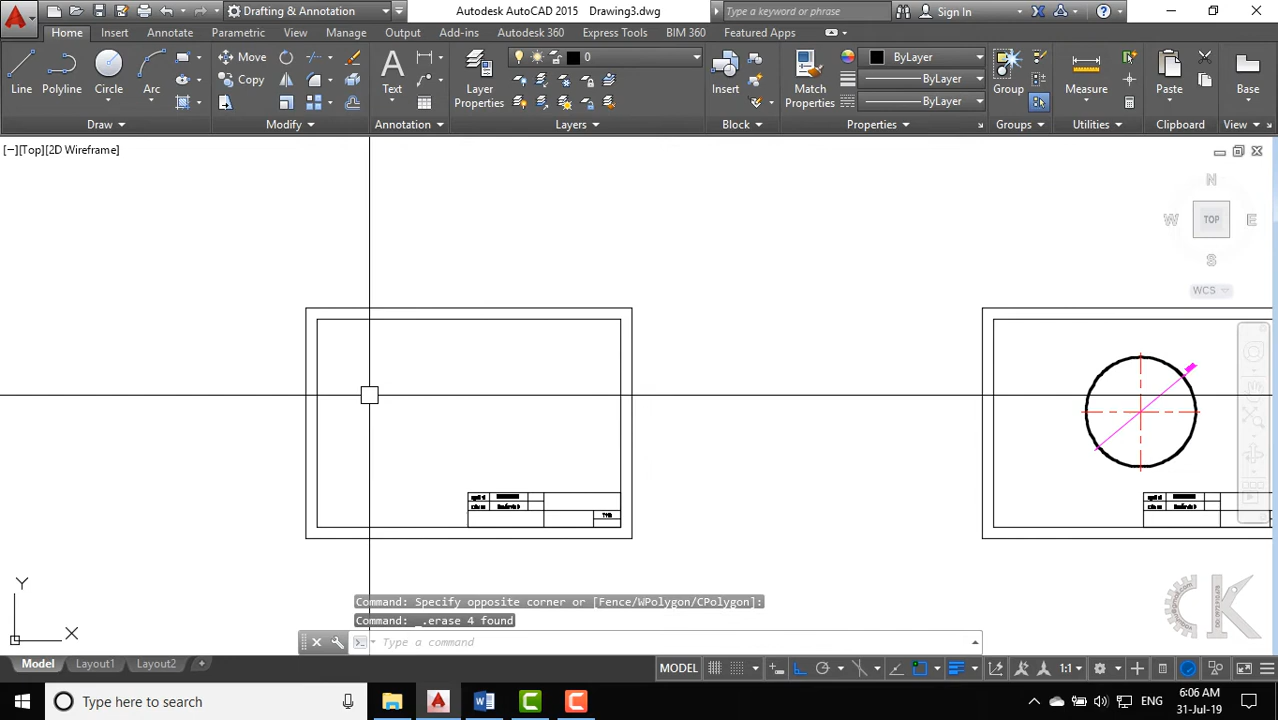 Drafting & Annotation
Autodesk AutoCAD 2015 Drawing3.dwg
Type a keyword or phrase
Sign In
Home Insert Annotate Parametric View Manage Output Add-ins Autodesk 360 Express Tools BIM 360 Featured Apps
Line Polyline Circle Arc
Move
Copy
Text
Layer
Properties
0
Insert
Match
Properties
ByLayer
ByLayer
ByLayer
Group
Measure
Paste
Base
Draw Modify Annotation Layers Block Properties Groups Utilities Clipboard View
[−][Top][2D Wireframe]
N
W TOP E
S
WCS
Y
X
Command: Specify opposite corner or [Fence/WPolygon/CPolygon]:
Command: _.erase 4 found
Type a command
Model Layout1 Layout2 +
MODEL
1:1
Type here to search
ENG
6:06 AM
31-Jul-19